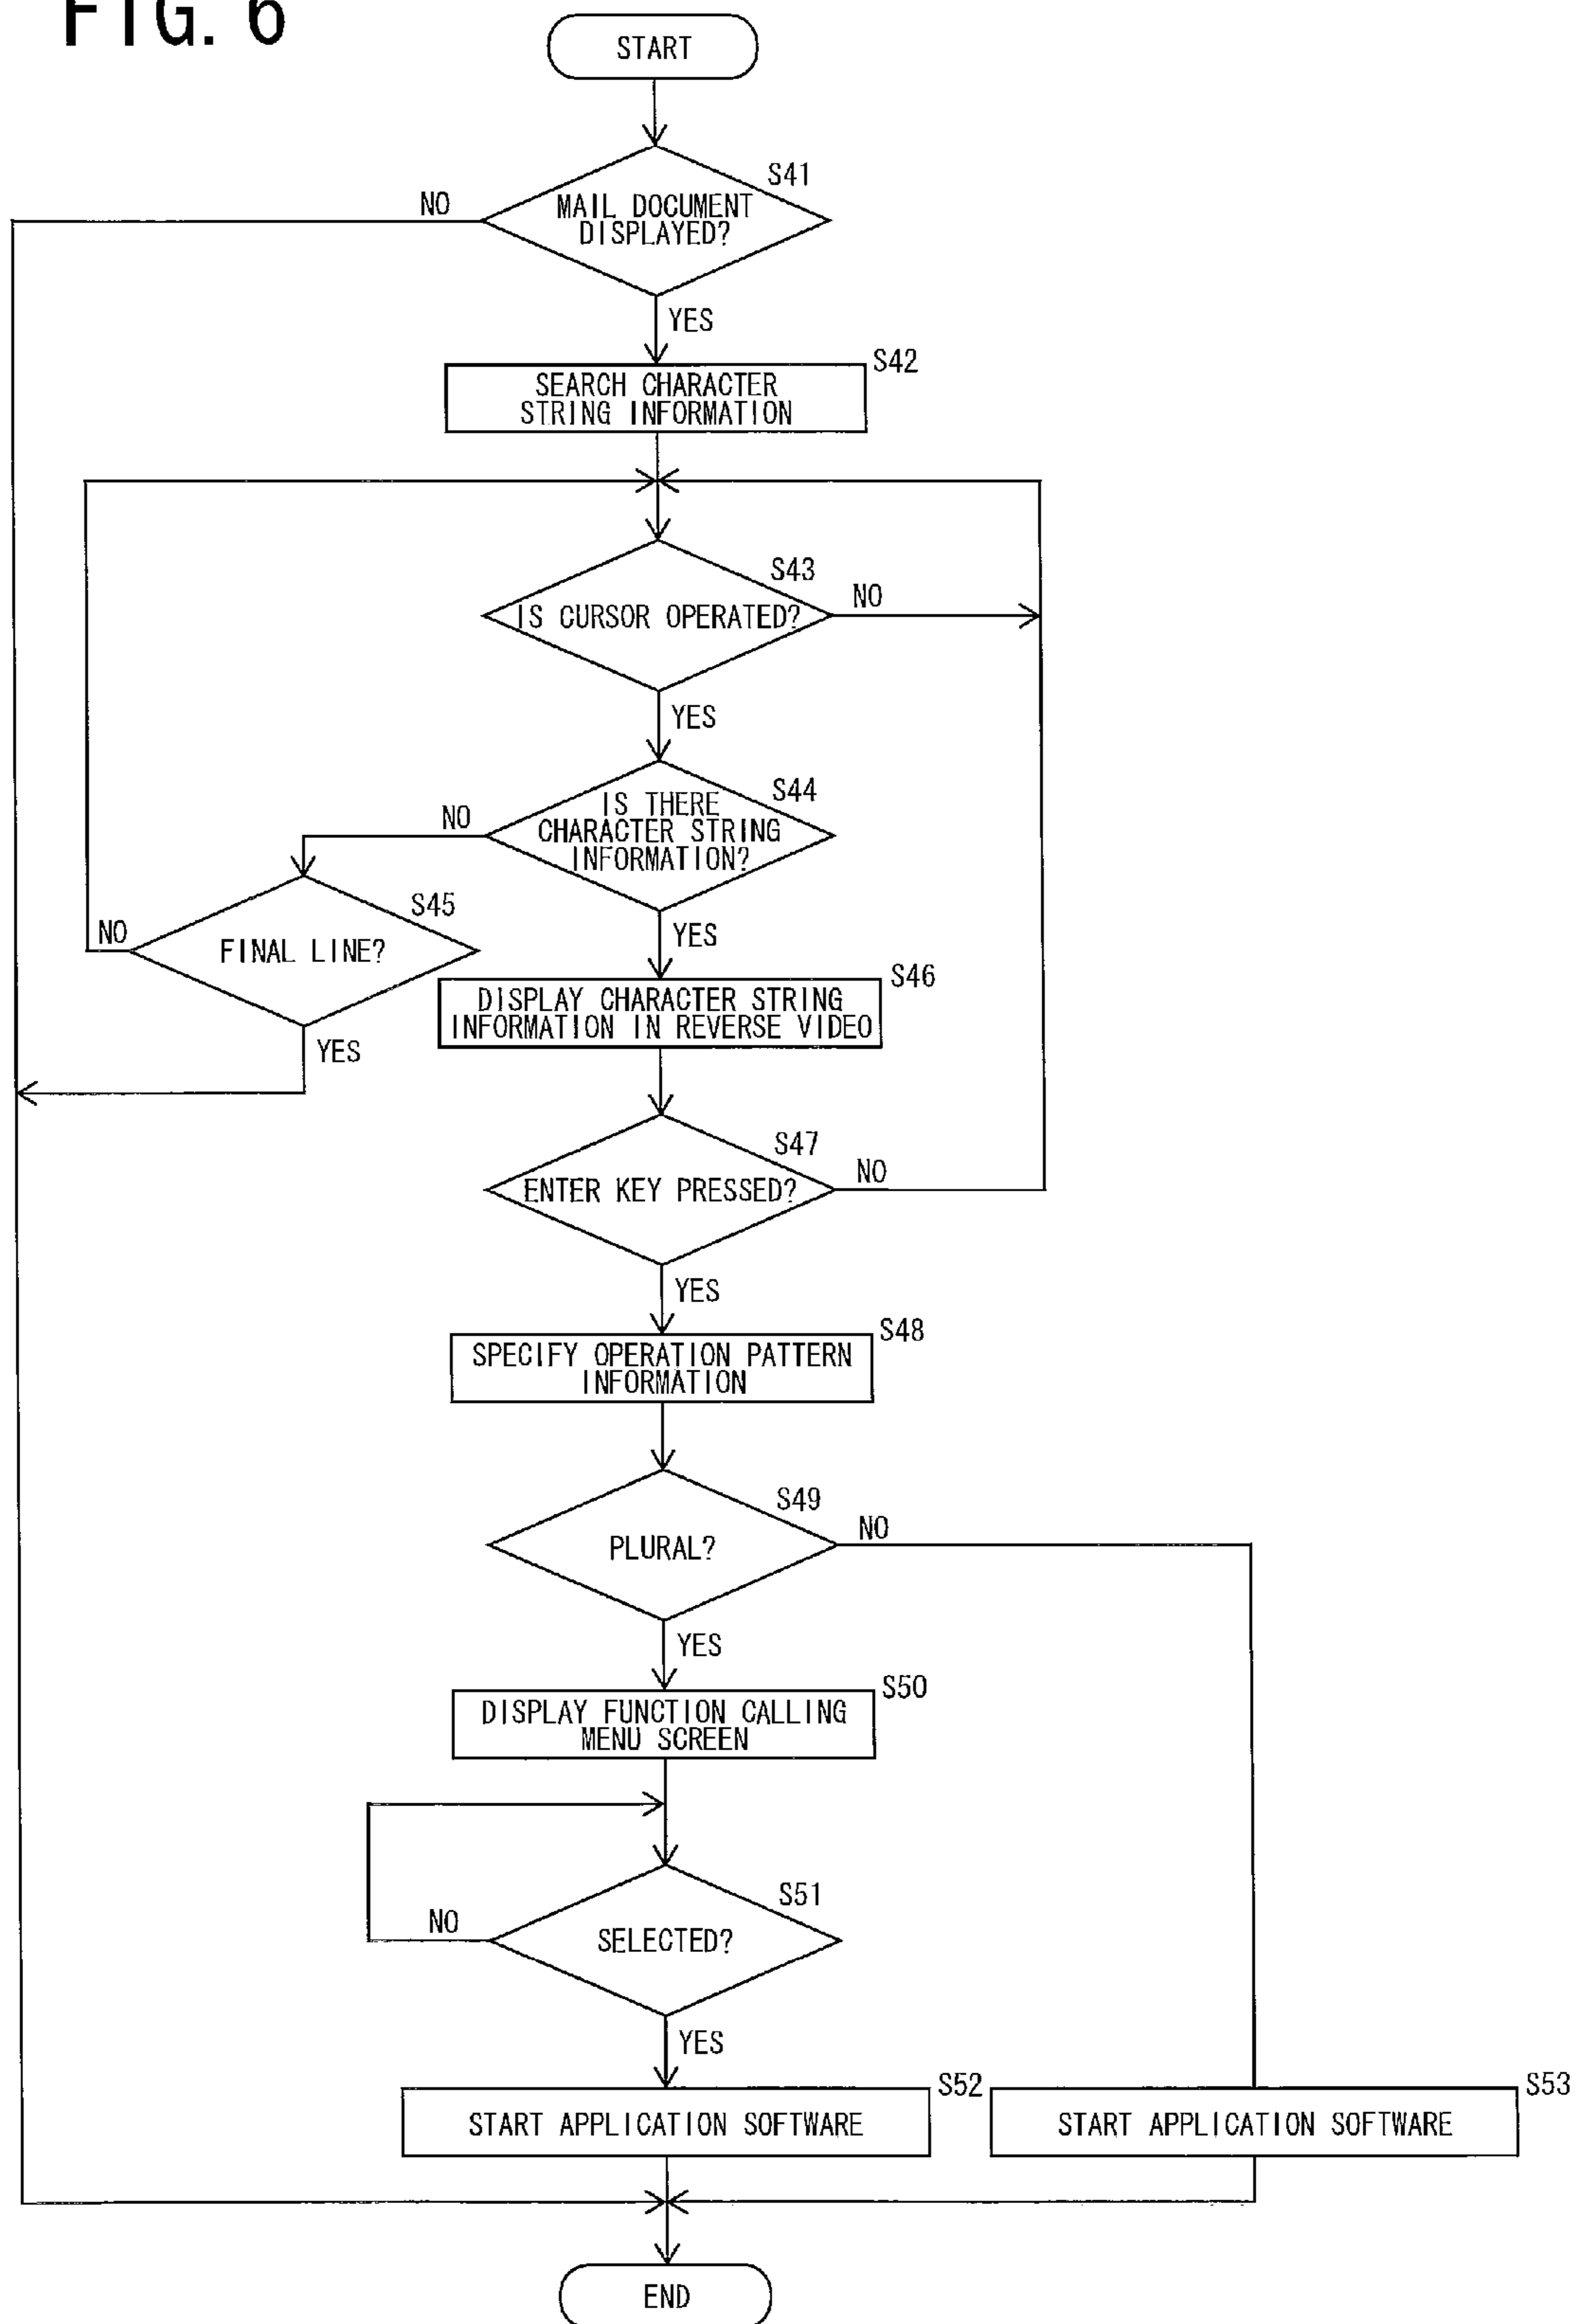 FIG. 6
START
S41
NO
MAIL DOCUMENT
DISPLAYED?
YES
S42
SEARCH CHARACTER
STRING INFORMATION
S43
NO
IS CURSOR OPERATED?
YES
S44
NO
IS THERE
CHARACTER STRING
INFORMATION?
S45
NO
FINAL LINE?
YES
YES
S46
DISPLAY CHARACTER STRING
INFORMATION IN REVERSE VIDEO
S47
NO
ENTER KEY PRESSED?
YES
S48
SPECIFY OPERATION PATTERN
INFORMATION
S49
NO
PLURAL?
YES
S50
DISPLAY FUNCTION CALLING
MENU SCREEN
S51
NO
SELECTED?
YES
S52
START APPLICATION SOFTWARE
S53
START APPLICATION SOFTWARE
END